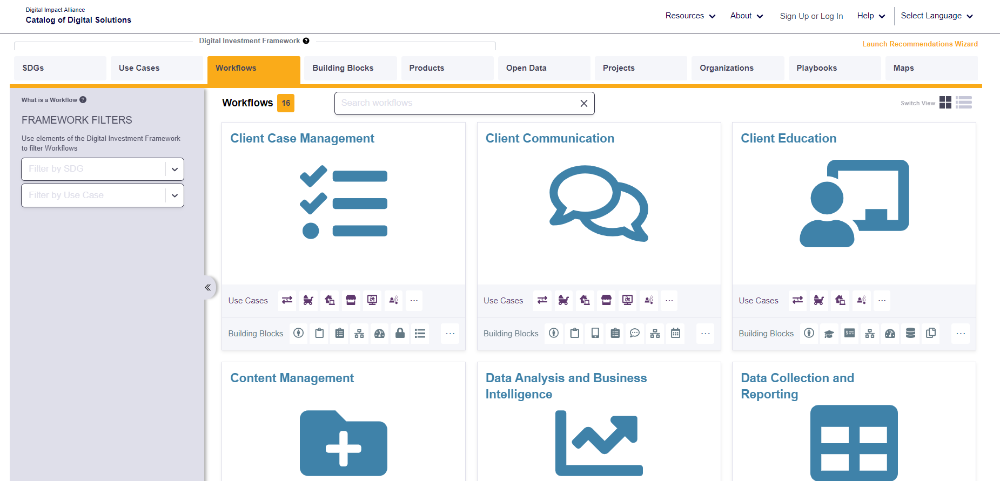 Digital Impact Alliance
Catalog of Digital Solutions
Resources
About
Sign Up or Log In
Help
Select Language
Digital Investment Framework
Launch Recommendations Wizard
SDGs
Use Cases
Workflows
Building Blocks
Products
Open Data
Projects
Organizations
Playbooks
Maps
What is a Workflow
FRAMEWORK FILTERS
Use elements of the Digital Investment Framework
to filter Workflows
Filter by SDG
Filter by Use Case
Workflows 16
Search workflows
Switch View
Client Case Management
Use Cases
Building Blocks
Client Communication
Use Cases
Building Blocks
Client Education
Use Cases
Building Blocks
Content Management
Data Analysis and Business
Intelligence
Data Collection and
Reporting